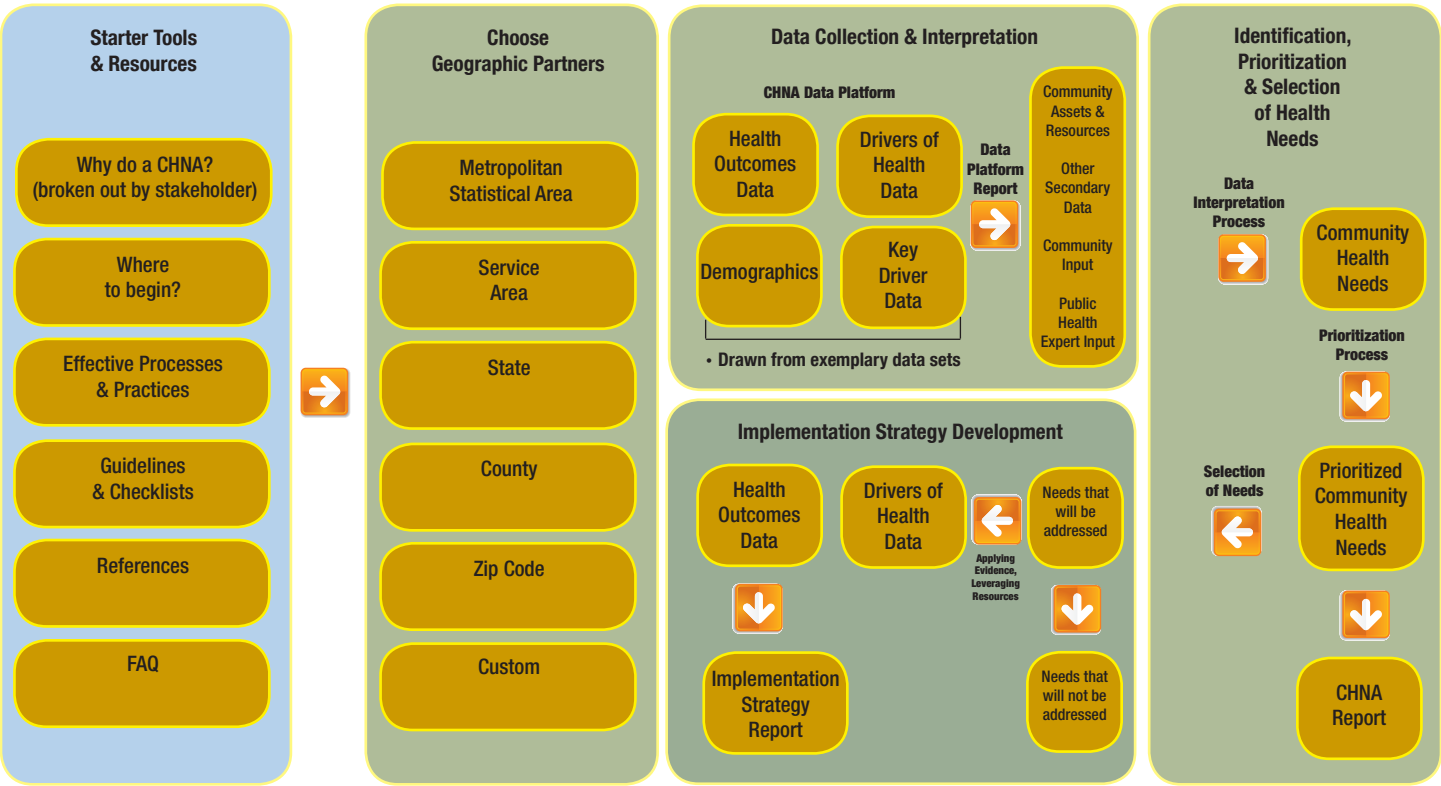 Starter Tools
& Resources
Why do a CHNA?
(broken out by stakeholder)
Where
to begin?
Effective Processes
& Practices
Guidelines
& Checklists
References
FAQ
Choose
Geographic Partners
Metropolitan
Statistical Area
Service
Area
State
County
Zip Code
Custom
Data Collection & Interpretation
CHNA Data Platform
Health
Outcomes
Data
Drivers of
Health
Data
Demographics
Key
Driver
Data
• Drawn from exemplary data sets
Data
Platform
Report
Community
Assets &
Resources
Other
Secondary
Data
Community
Input
Public
Health
Expert Input
Implementation Strategy Development
Health
Outcomes
Data
Drivers of
Health
Data
Applying
Evidence,
Leveraging
Resources
Needs that
will be
addressed
Implementation
Strategy
Report
Needs that
will not be
addressed
Identification,
Prioritization
& Selection
of Health
Needs
Data
Interpretation
Process
Community
Health
Needs
Prioritization
Process
Selection
of Needs
Prioritized
Community
Health
Needs
CHNA
Report